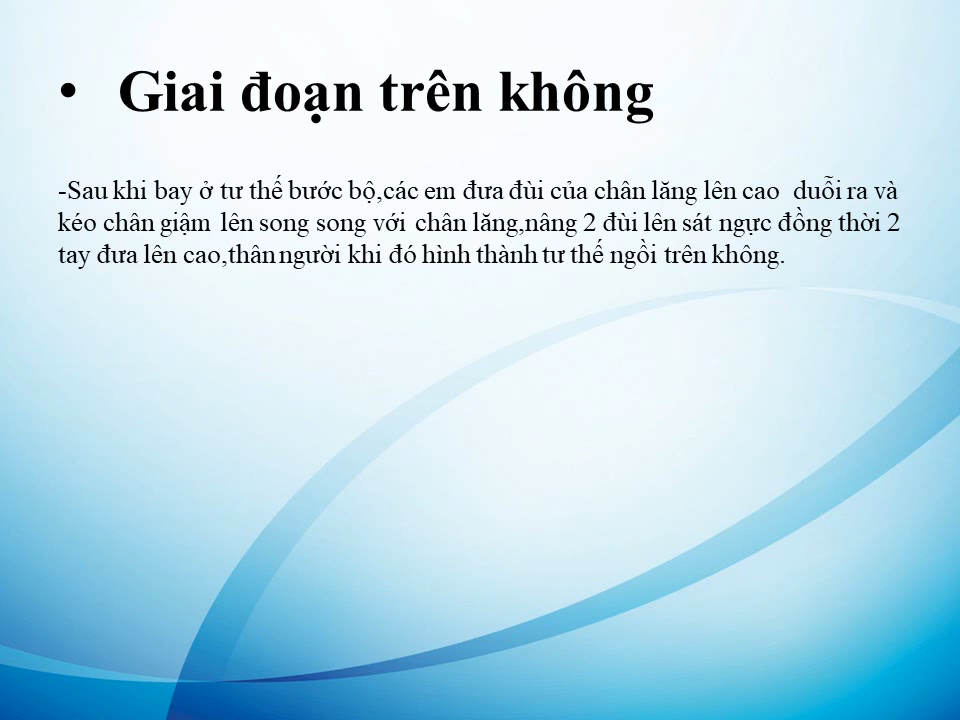 • Giai đoạn trên không
-Sau khi bay ở tư thế bước bộ,các em đưa đùi của chân lăng lên cao duỗi ra và
kéo chân giậm lên song song với chân lăng,nâng 2 đùi lên sát ngực đồng thời 2
tay đưa lên cao,thân người khi đó hình thành tư thế ngồi trên không.